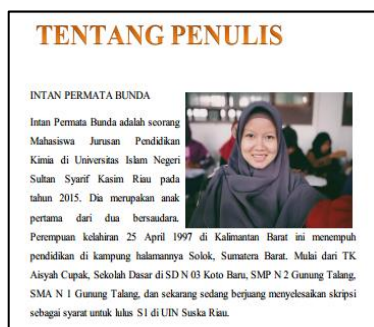 TENTANG PENULIS
INTAN PERMATA BUNDA
Intan Permata Bunda adalah seorang
Mahasiswa Jurusan Pendidikan
Kimia di Universitas Islam Negeri
Sultan Syarif Kasim Riau pada
tahun 2015. Dia merupakan anak
pertama dari dua bersaudara.
Perempuan kelahiran 25 April 1997 di Kalimantan Barat ini menempuh
pendidikan di kampung halamannya Solok, Sumatera Barat. Mulai dari TK
Aisyah Cupak, Sekolah Dasar di SD N 03 Koto Baru, SMP N 2 Gunung Talang,
SMA N 1 Gunung Talang, dan sekarang sedang berjuang menyelesaikan skripsi
sebagai syarat untuk lulus S1 di UIN Suska Riau.